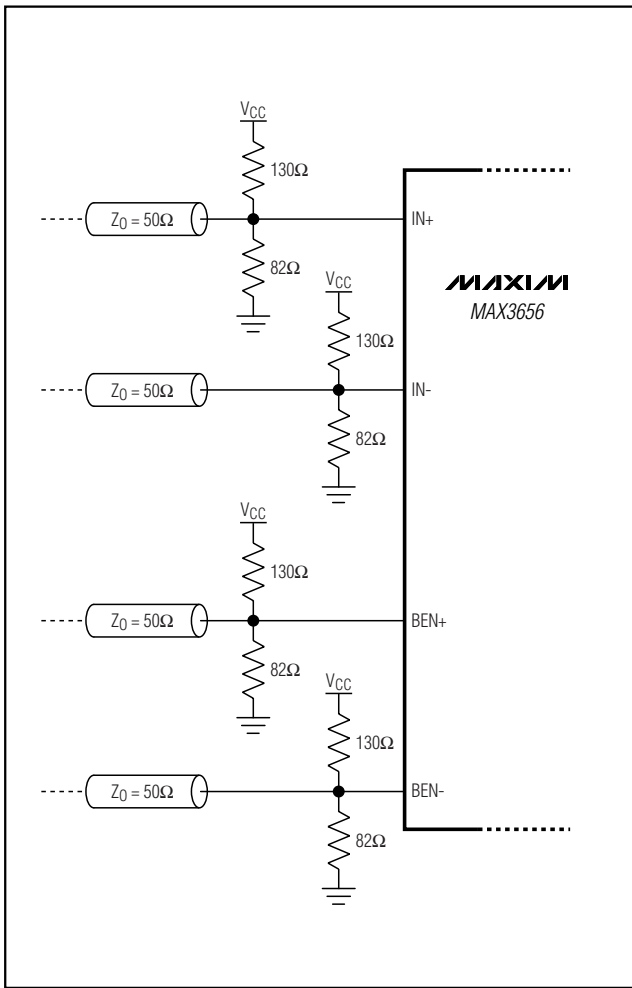 VCC
130Ω
Z0 = 50Ω
IN+
82Ω
MAXIM
MAX3656
VCC
130Ω
Z0 = 50Ω
IN-
82Ω
VCC
130Ω
Z0 = 50Ω
BEN+
82Ω
VCC
130Ω
Z0 = 50Ω
BEN-
82Ω